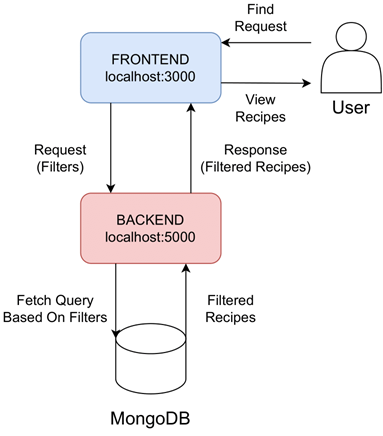 Find
Request
FRONTEND
localhost:3000
View
Recipes
User
Request
(Filters)
Response
(Filtered Recipes)
BACKEND
localhost:5000
Fetch Query
Based On Filters
Filtered
Recipes
MongoDB